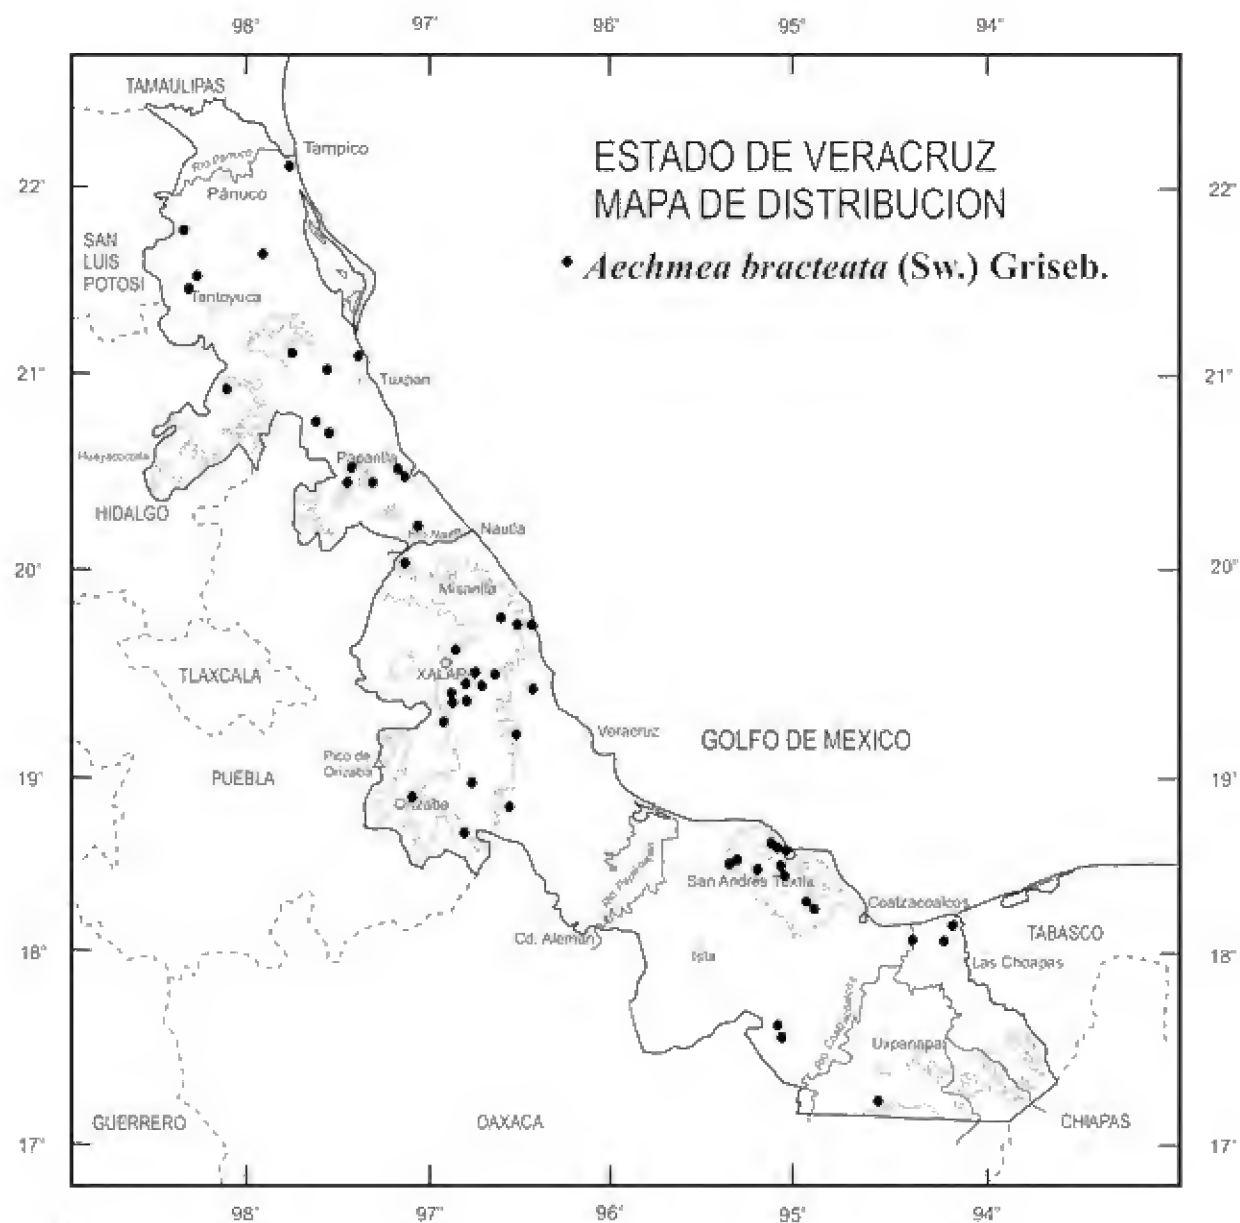 98° 97° 96° 95° 94°
TAMAULIPAS
ESTADO DE VERACRUZ
MAPA DE DISTRIBUCION
• Aechmea bracteata (Sw.) Griseb.
Tampico
Río Pánuco
Pánuco
22° 22°
SAN
LUIS
POTOSI
Tantoyuca
21° 21°
Tuxpan
Huayacocotla
Papantla
HIDALGO
Río Nautla
Nautla
20° 20°
Misantla
TLAXCALA
XALAPA
Veracruz
GOLFO DE MEXICO
Pico de
Orizaba
PUEBLA
19° 19°
Orizaba
Río Papaloapan
San Andrés Tuxtla
Coatzacoalcos
Cd. Alemán
TABASCO
18° 18°
Isla
Las Choapas
Río Coatzacoalcos
Uxpanapa
GUERRERO
OAXACA
CHIAPAS
17° 17°
98° 97° 96° 95° 94°